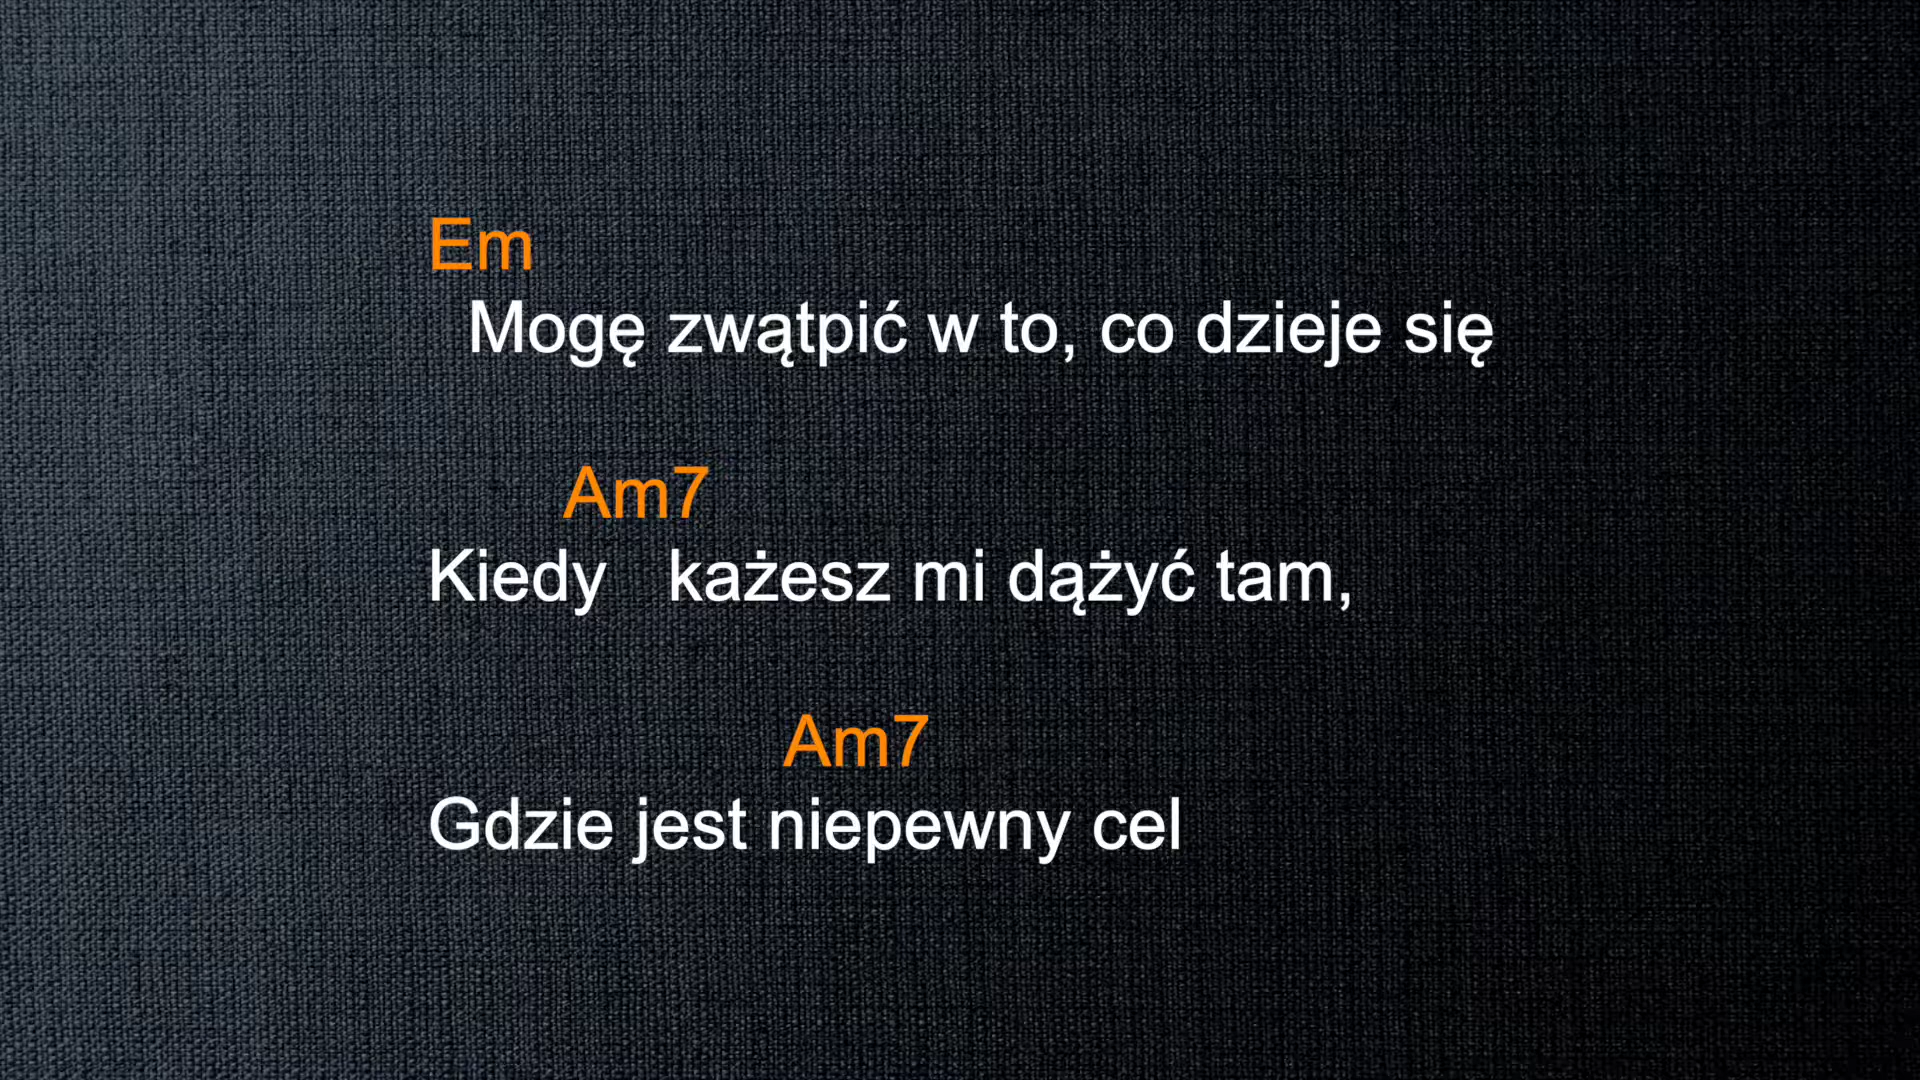 Em
Mogę zwątpić w to, co dzieje się
Am7
Kiedy każesz mi dążyć tam,
Am7
Gdzie jest niepewny cel